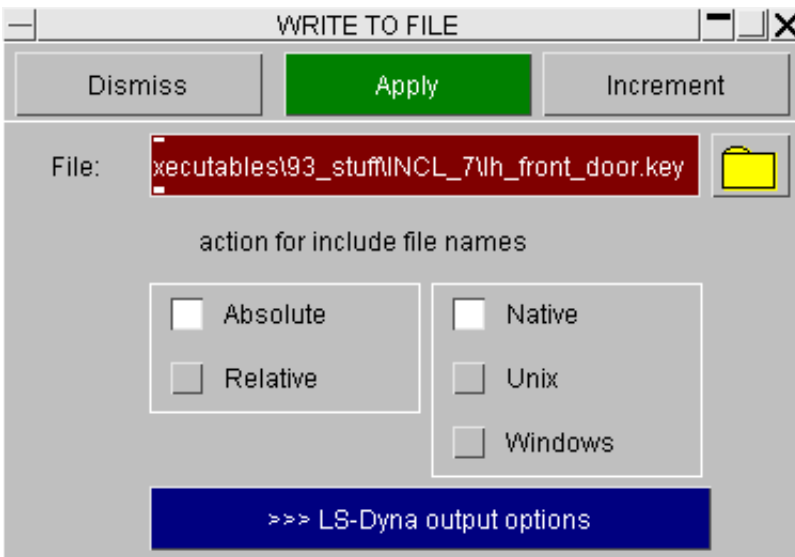 WRITE TO FILE
Dismiss Apply Increment
File: xecutables\93_stuff\INCL_7\lh_front_door.key
action for include file names
Absolute Native
Relative Unix
Windows
>>> LS-Dyna output options